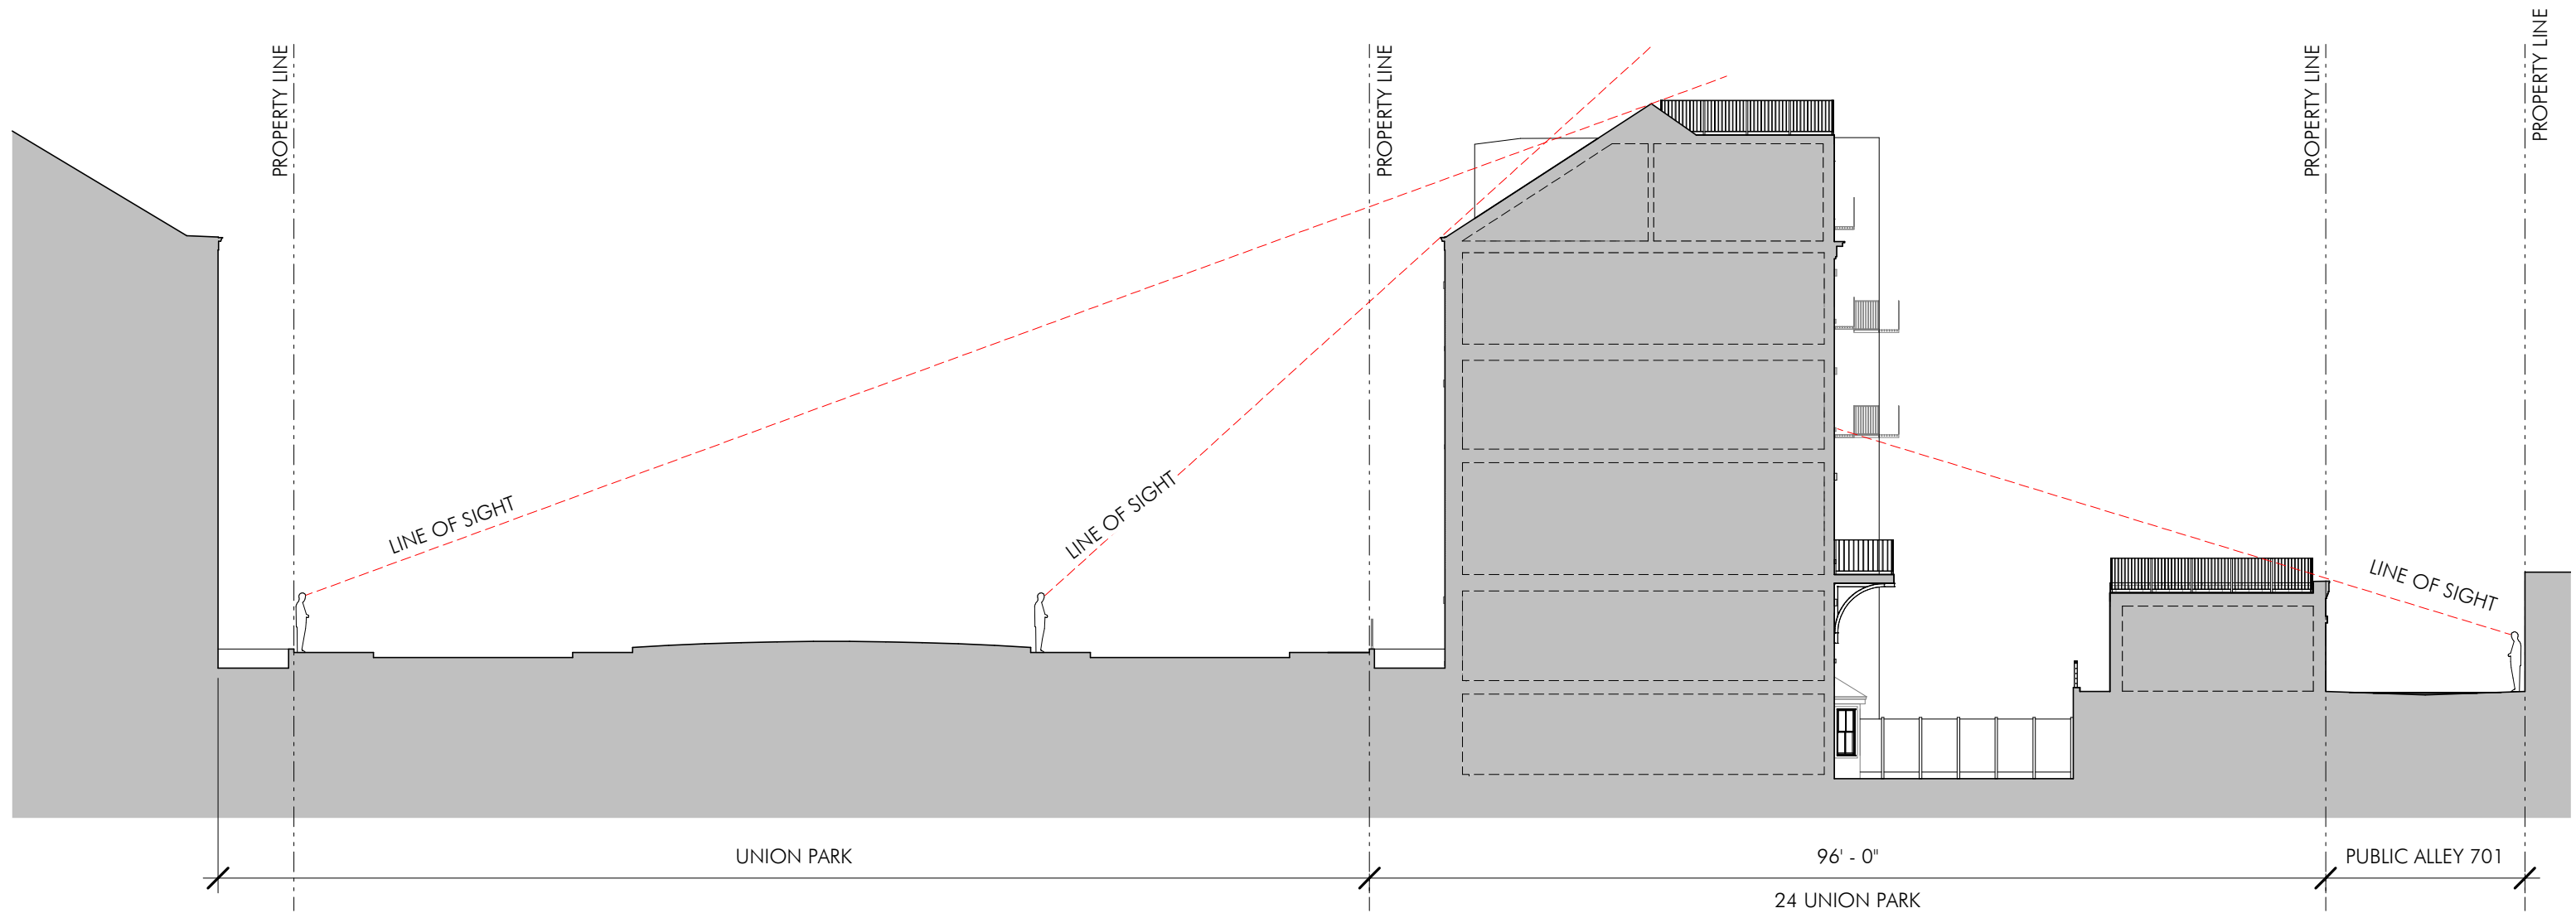 PROPERTY LINE
PROPERTY LINE
PROPERTY LINE
PROPERTY LINE
LINE OF SIGHT
LINE OF SIGHT
LINE OF SIGHT
UNION PARK
96' - 0"
PUBLIC ALLEY 701
24 UNION PARK